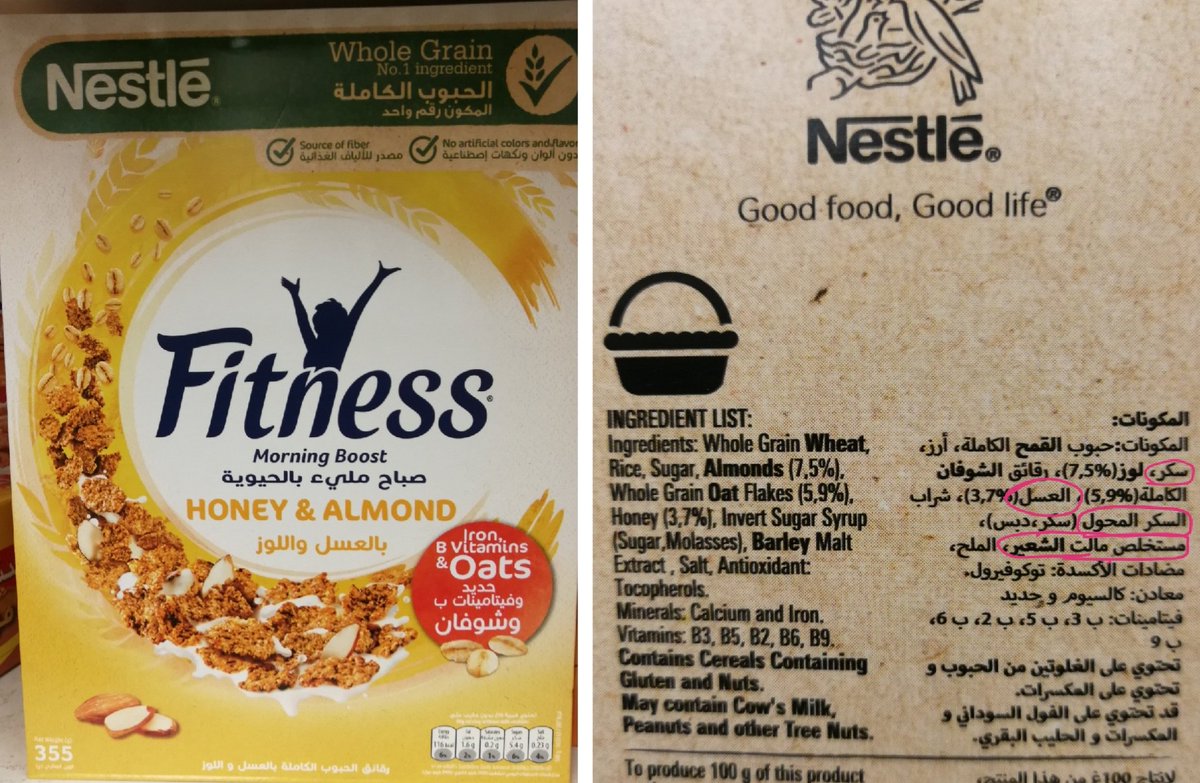 Nestlé®
Whole Grain
No.1 ingredient
الحبوب الكاملة
المكون رقم واحد
Source of fiber
مصدر للألياف الغذائية
No artificial colors and flavor
دون ألوان ونكهات إصطناعية
Fitness®
Morning Boost
صباح مليء بالحيوية
HONEY & ALMOND
بالعسل واللوز
Iron,
B Vitamins
& Oats
حديد
وفيتامينات ب
وشوفان
355
رقائق الحبوب الكاملة بالعسل و اللوز
Nestlé®
Good food, Good life®
INGREDIENT LIST:
Ingredients: Whole Grain Wheat,
Rice, Sugar, Almonds (7,5%),
Whole Grain Oat Flakes (5,9%),
Honey (3,7%), Invert Sugar Syrup
(Sugar,Molasses), Barley Malt
Extract , Salt, Antioxidant:
Tocopherols.
Minerals: Calcium and Iron.
Vitamins: B3, B5, B2, B6, B9.
Contains Cereals Containing
Gluten and Nuts.
May contain Cow's Milk,
Peanuts and other Tree Nuts.
To produce 100 g of this product
المكونات:
المكونات:حبوب القمح الكاملة، أرز،
سكر، لوز(7,5%)، رقائق الشوفان
الكاملة(5,9%)، العسل(3,7%)، شراب
السكر المحول (سكر،دبس)،
مستخلص مالت الشعير، الملح،
مضادات الأكسدة: توكوفيرول.
معادن: كالسيوم و حديد
فيتامينات: ب 3، ب 5، ب 2، ب 6،
ب 9
تحتوي على الغلوتين من الحبوب و
تحتوي على المكسرات.
قد تحتوي على الفول السوداني و
المكسرات و الحليب البقري.